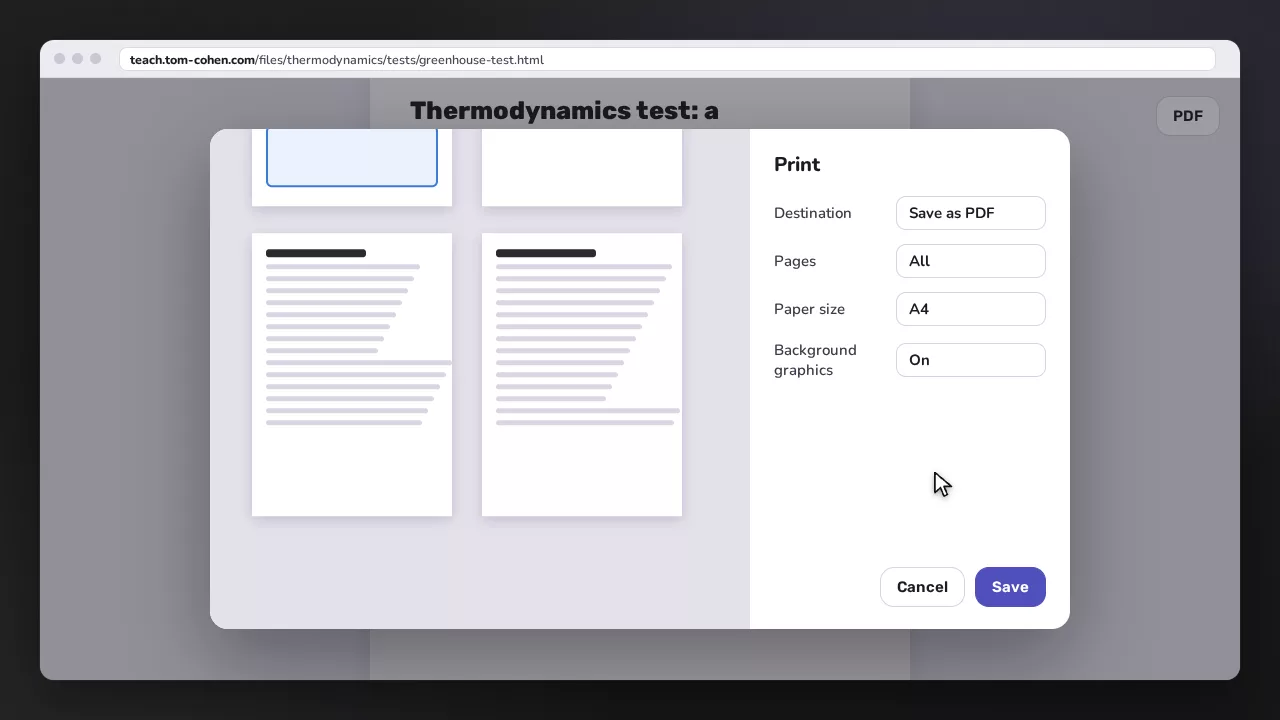 teach.tom-cohen.com/files/thermodynamics/tests/greenhouse-test.html
Thermodynamics test: a
PDF
Print
Destination
Save as PDF
Pages
All
Paper size
A4
Background
graphics
On
Cancel
Save